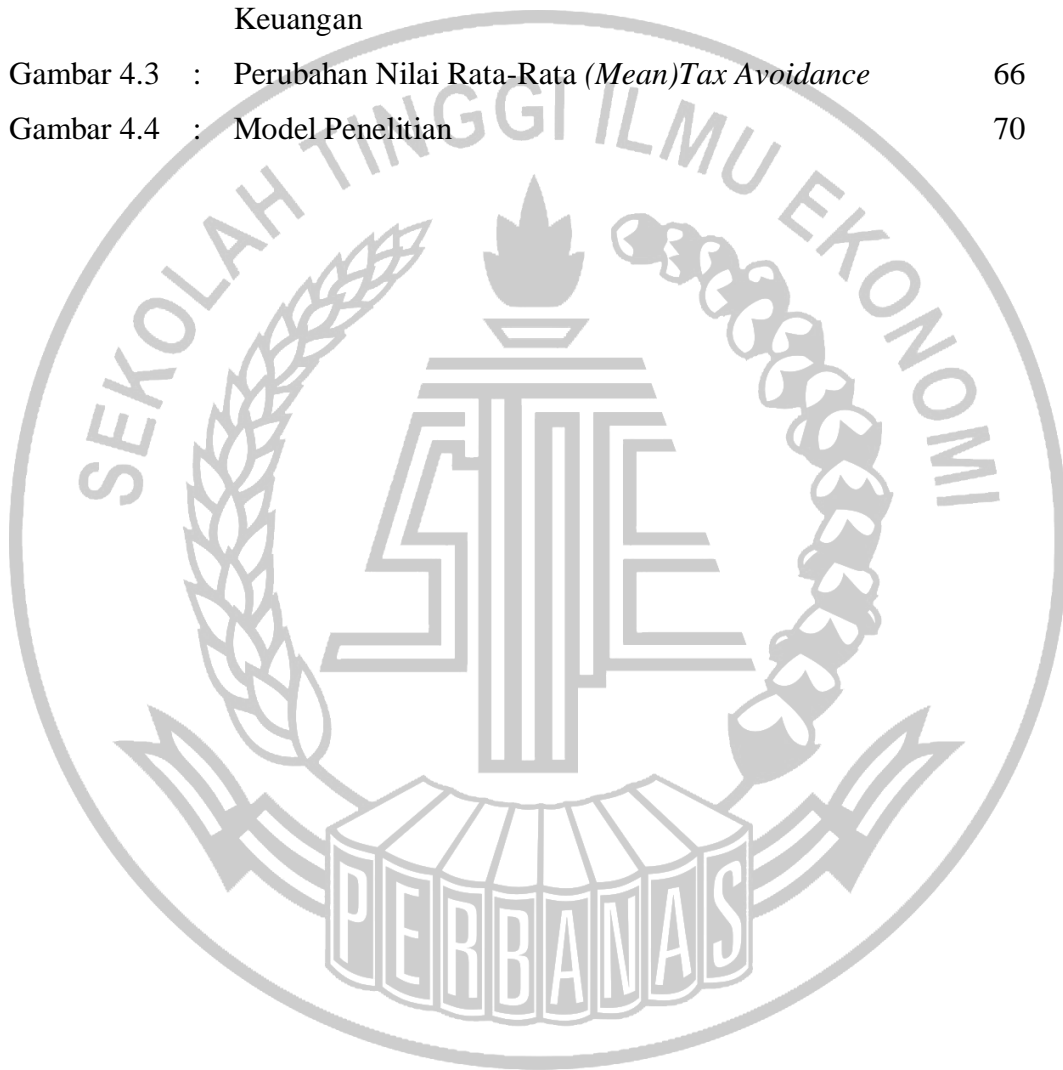 Keuangan
Gambar 4.3 : Perubahan Nilai Rata-Rata (Mean)Tax Avoidance 66
Gambar 4.4 : Model Penelitian 70
SEKOLAH TINGGI ILMU EKONOMI
STIE
PERBANAS